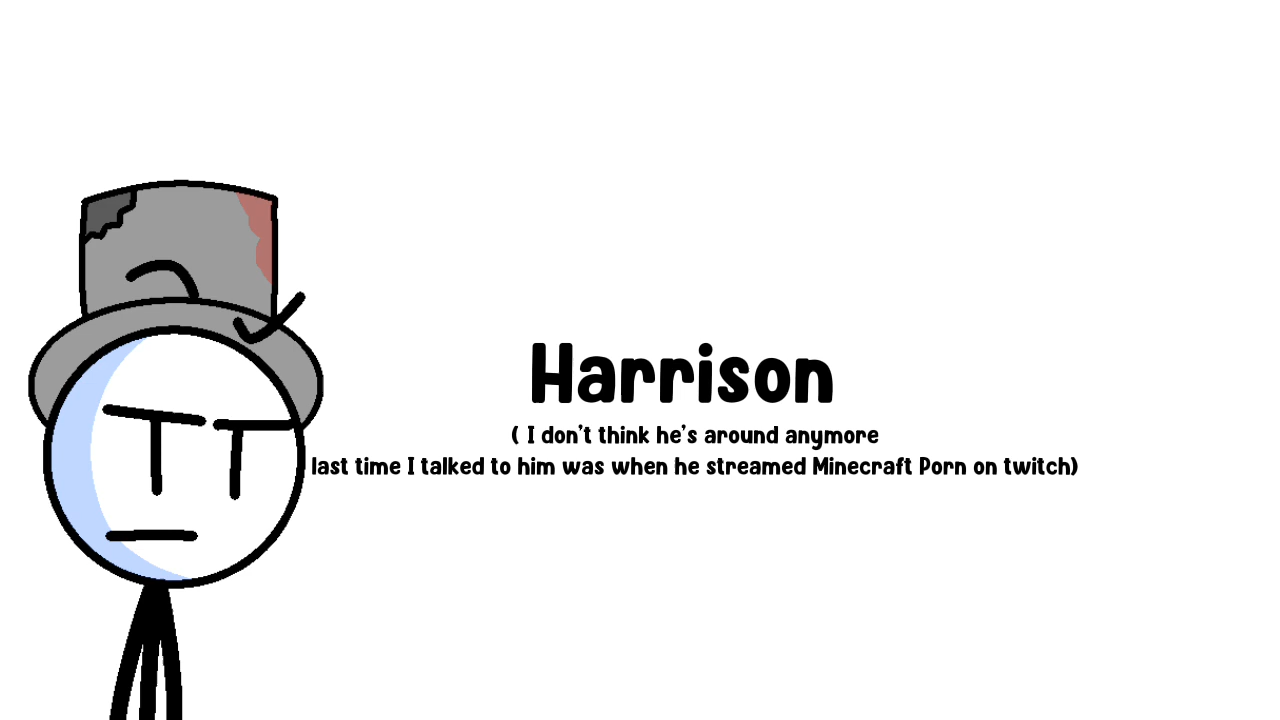 Harrison
( I don't think he's around anymore
last time I talked to him was when he streamed Minecraft Porn on twitch)